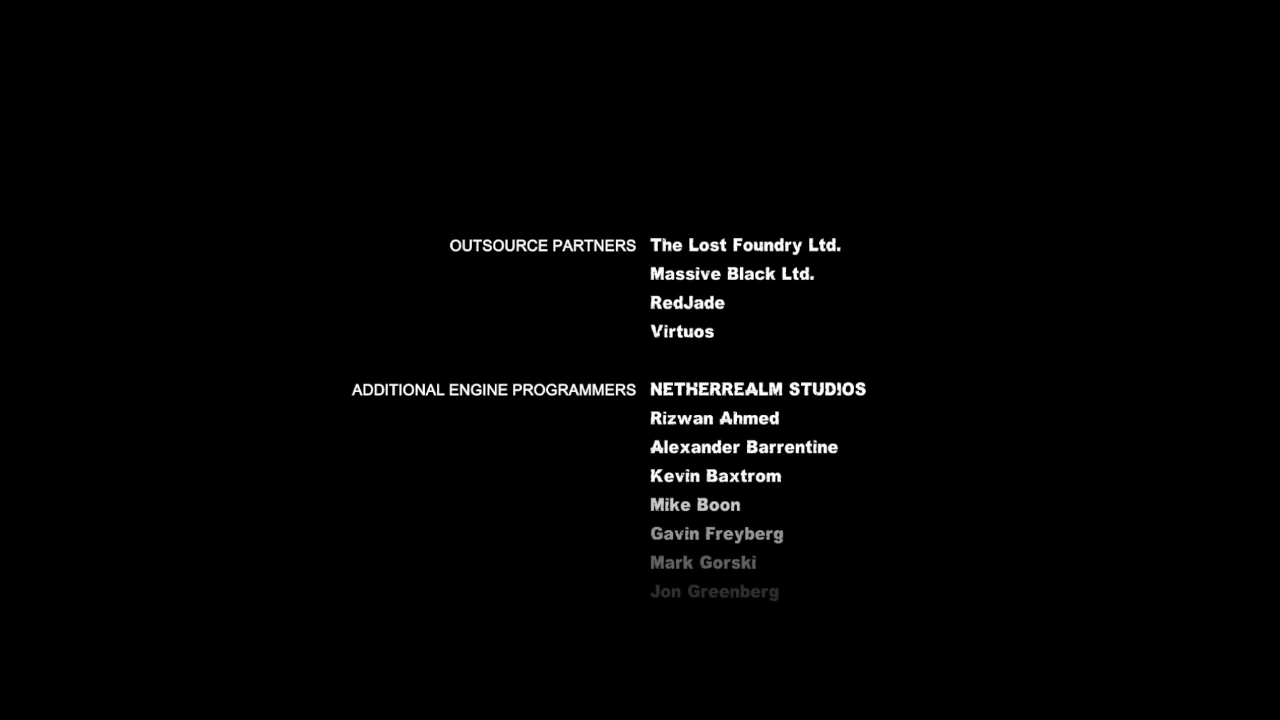 OUTSOURCE PARTNERS The Lost Foundry Ltd.
Massive Black Ltd.
RedJade
Virtuos
ADDITIONAL ENGINE PROGRAMMERS NETHERREALM STUDIOS
Rizwan Ahmed
Alexander Barrentine
Kevin Baxtrom
Mike Boon
Gavin Freyberg
Mark Gorski
Jon Greenberg